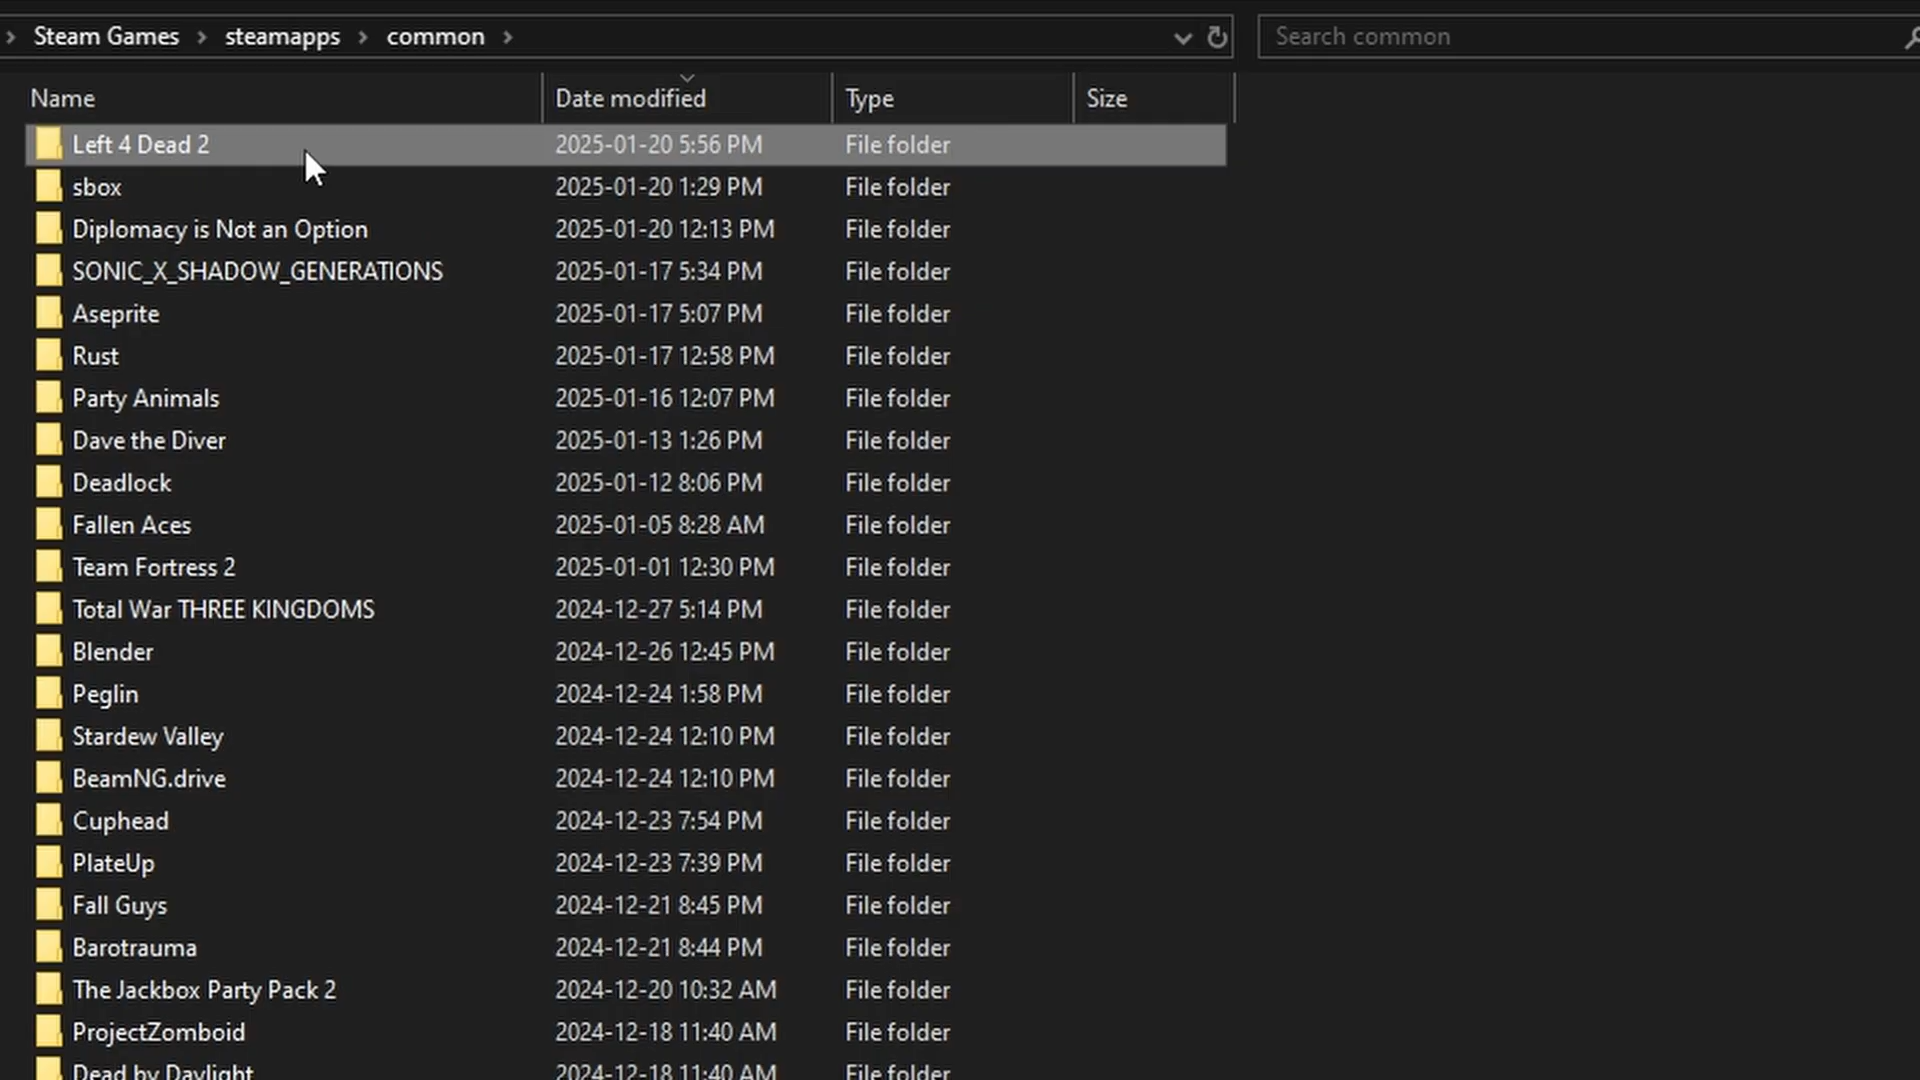 Steam Games > steamapps > common > Search common
Name Date modified Type Size
Left 4 Dead 2 2025-01-20 5:56 PM File folder
sbox 2025-01-20 1:29 PM File folder
Diplomacy is Not an Option 2025-01-20 12:13 PM File folder
SONIC_X_SHADOW_GENERATIONS 2025-01-17 5:34 PM File folder
Aseprite 2025-01-17 5:07 PM File folder
Rust 2025-01-17 12:58 PM File folder
Party Animals 2025-01-16 12:07 PM File folder
Dave the Diver 2025-01-13 1:26 PM File folder
Deadlock 2025-01-12 8:06 PM File folder
Fallen Aces 2025-01-05 8:28 AM File folder
Team Fortress 2 2025-01-01 12:30 PM File folder
Total War THREE KINGDOMS 2024-12-27 5:14 PM File folder
Blender 2024-12-26 12:45 PM File folder
Peglin 2024-12-24 1:58 PM File folder
Stardew Valley 2024-12-24 12:10 PM File folder
BeamNG.drive 2024-12-24 12:10 PM File folder
Cuphead 2024-12-23 7:54 PM File folder
PlateUp 2024-12-23 7:39 PM File folder
Fall Guys 2024-12-21 8:45 PM File folder
Barotrauma 2024-12-21 8:44 PM File folder
The Jackbox Party Pack 2 2024-12-20 10:32 AM File folder
ProjectZomboid 2024-12-18 11:40 AM File folder
Dead by Daylight 2024-12-18 11:40 AM File folder